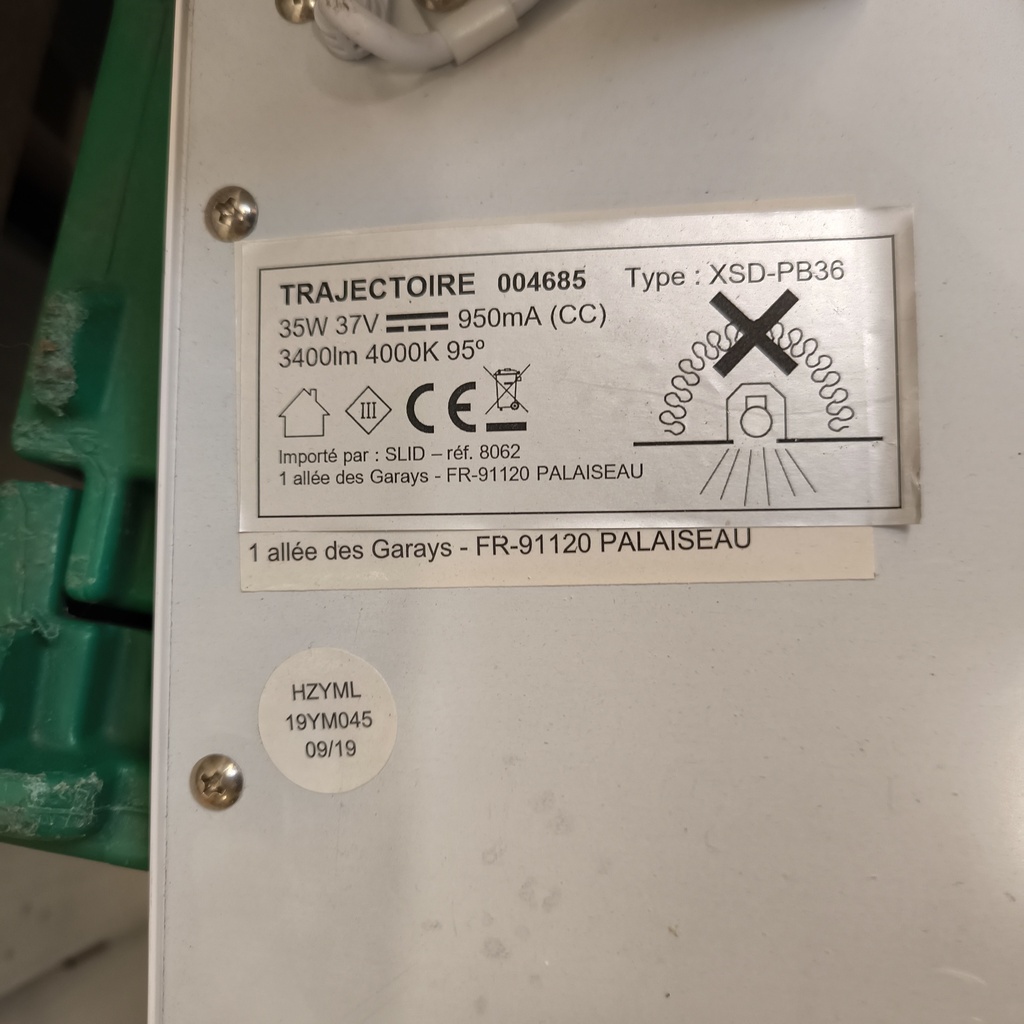 TRAJECTOIRE 004685 Type : XSD-PB36
35W 37V 950mA (CC)
3400lm 4000K 95º
III CE
Importé par : SLID – réf. 8062
1 allée des Garays - FR-91120 PALAISEAU
1 allée des Garays - FR-91120 PALAISEAU
HZYML
19YM045
09/19